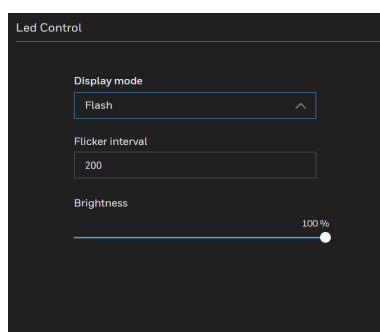 Led Control
Display mode
Flash
Flicker interval
200
Brightness
100 %